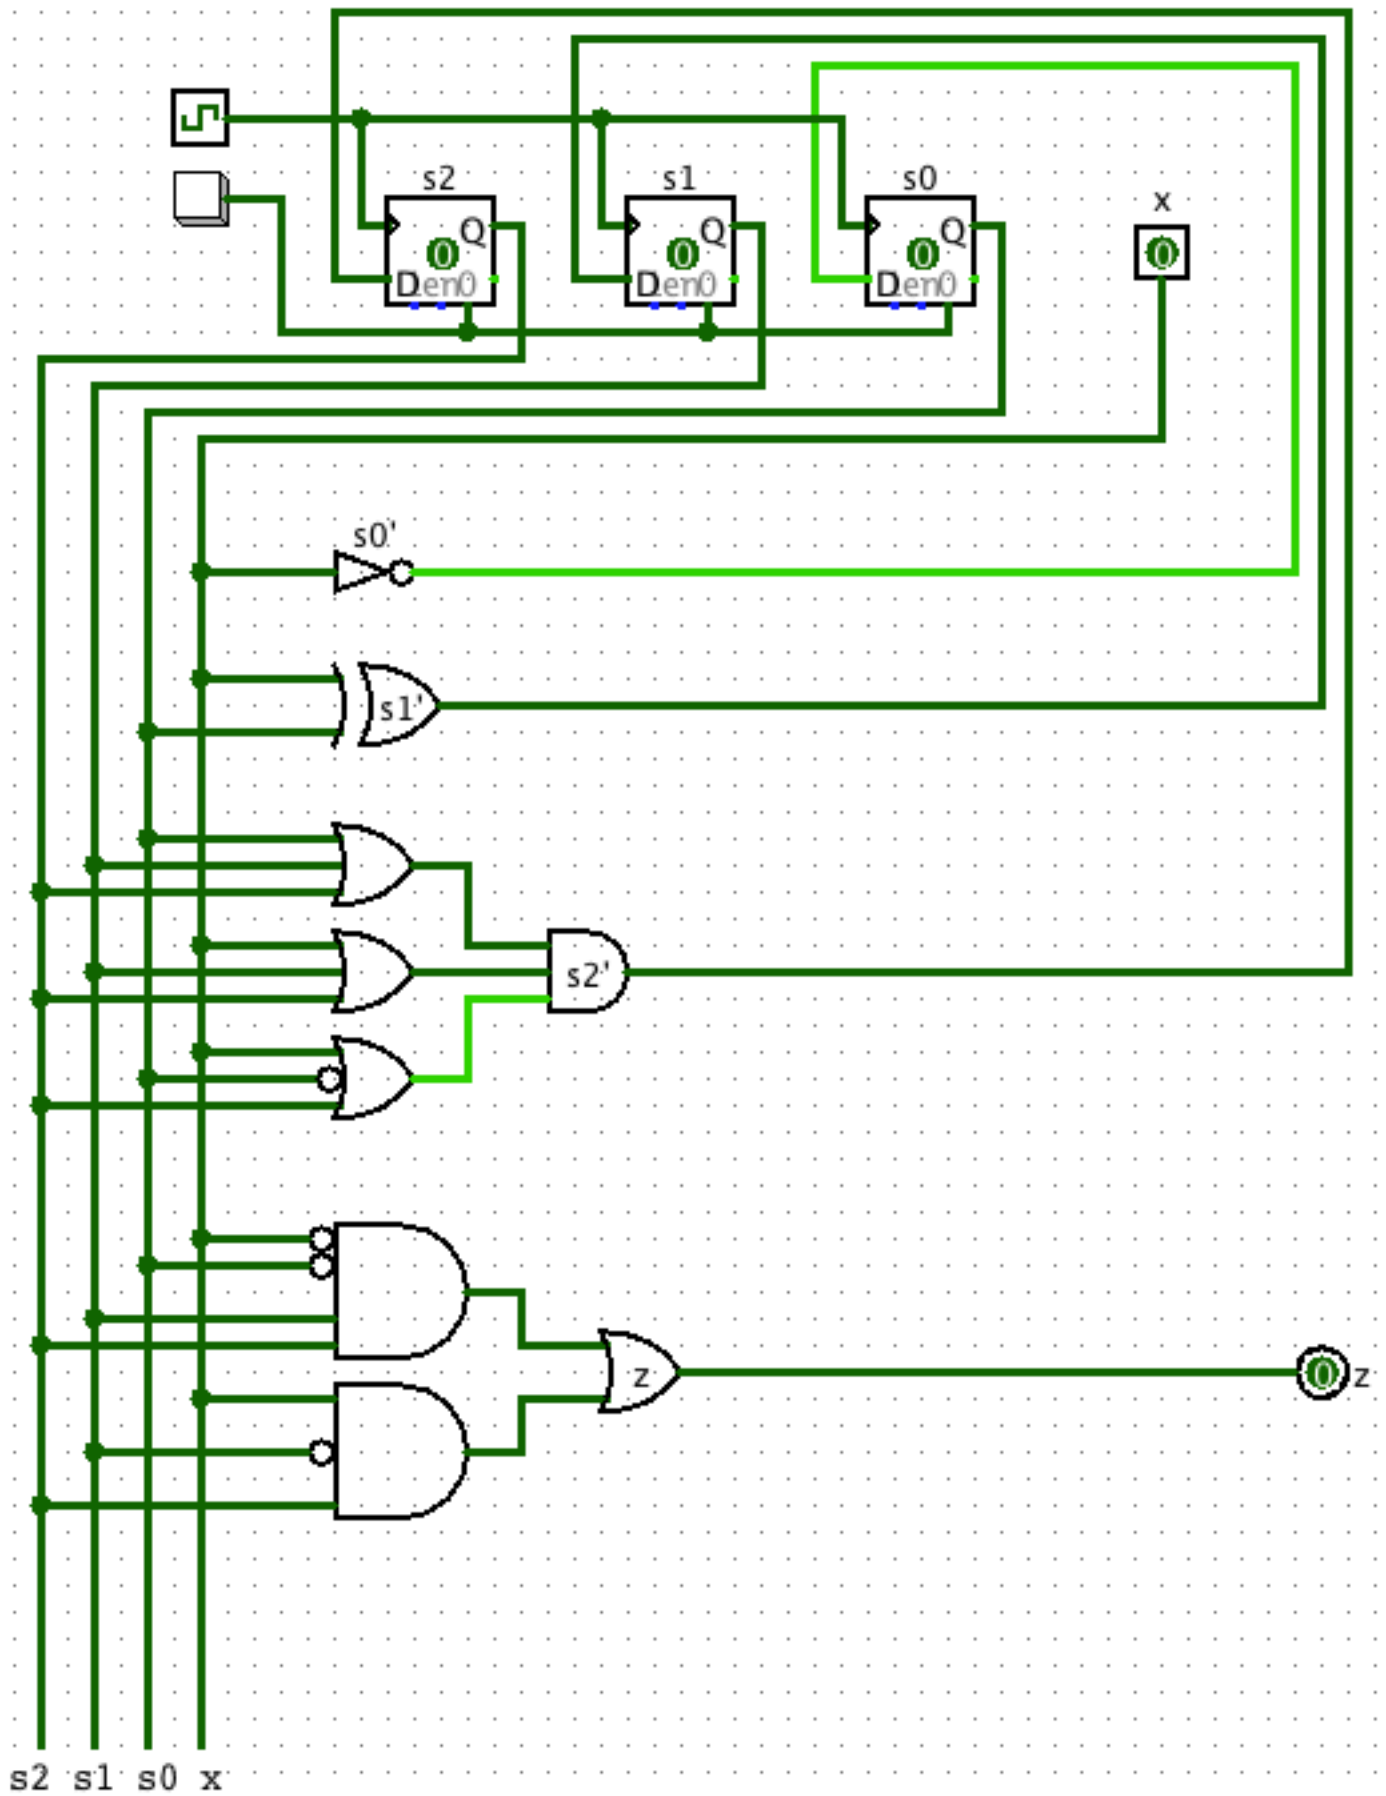 s2 s1 s0
x
Q Q Q
0 0 0 0
D en0 D en0 D en0
s0'
s1'
s2'
z
0 z
s2 s1 s0 x